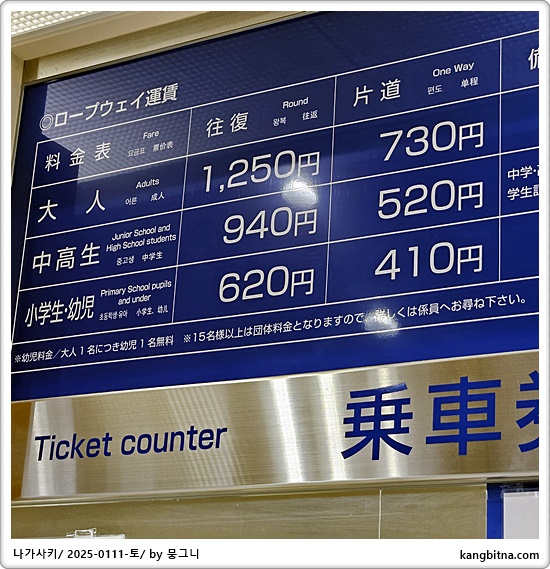 ◎ロープウェイ運賃
料金表 Fare 요금표 票价表
往復 Round 왕복 往返
片道 One Way 편도 单程
大人 Adults 어른 成人
1,250円
730円
中高生 Junior School and High School students 중고생 中学生
940円
520円
中学・
学生
小学生・幼児 Primary School pupils and under 초등학생·유아 小学生、幼儿
620円
410円
※幼児料金／大人1名につき幼児1名無料 ※15名様以上は団体料金となりますので、詳しくは係員へお尋ね下さい。
Ticket counter
乗車券
나가사키/ 2025-0111-토/ by 뭉그니
kangbitna.com